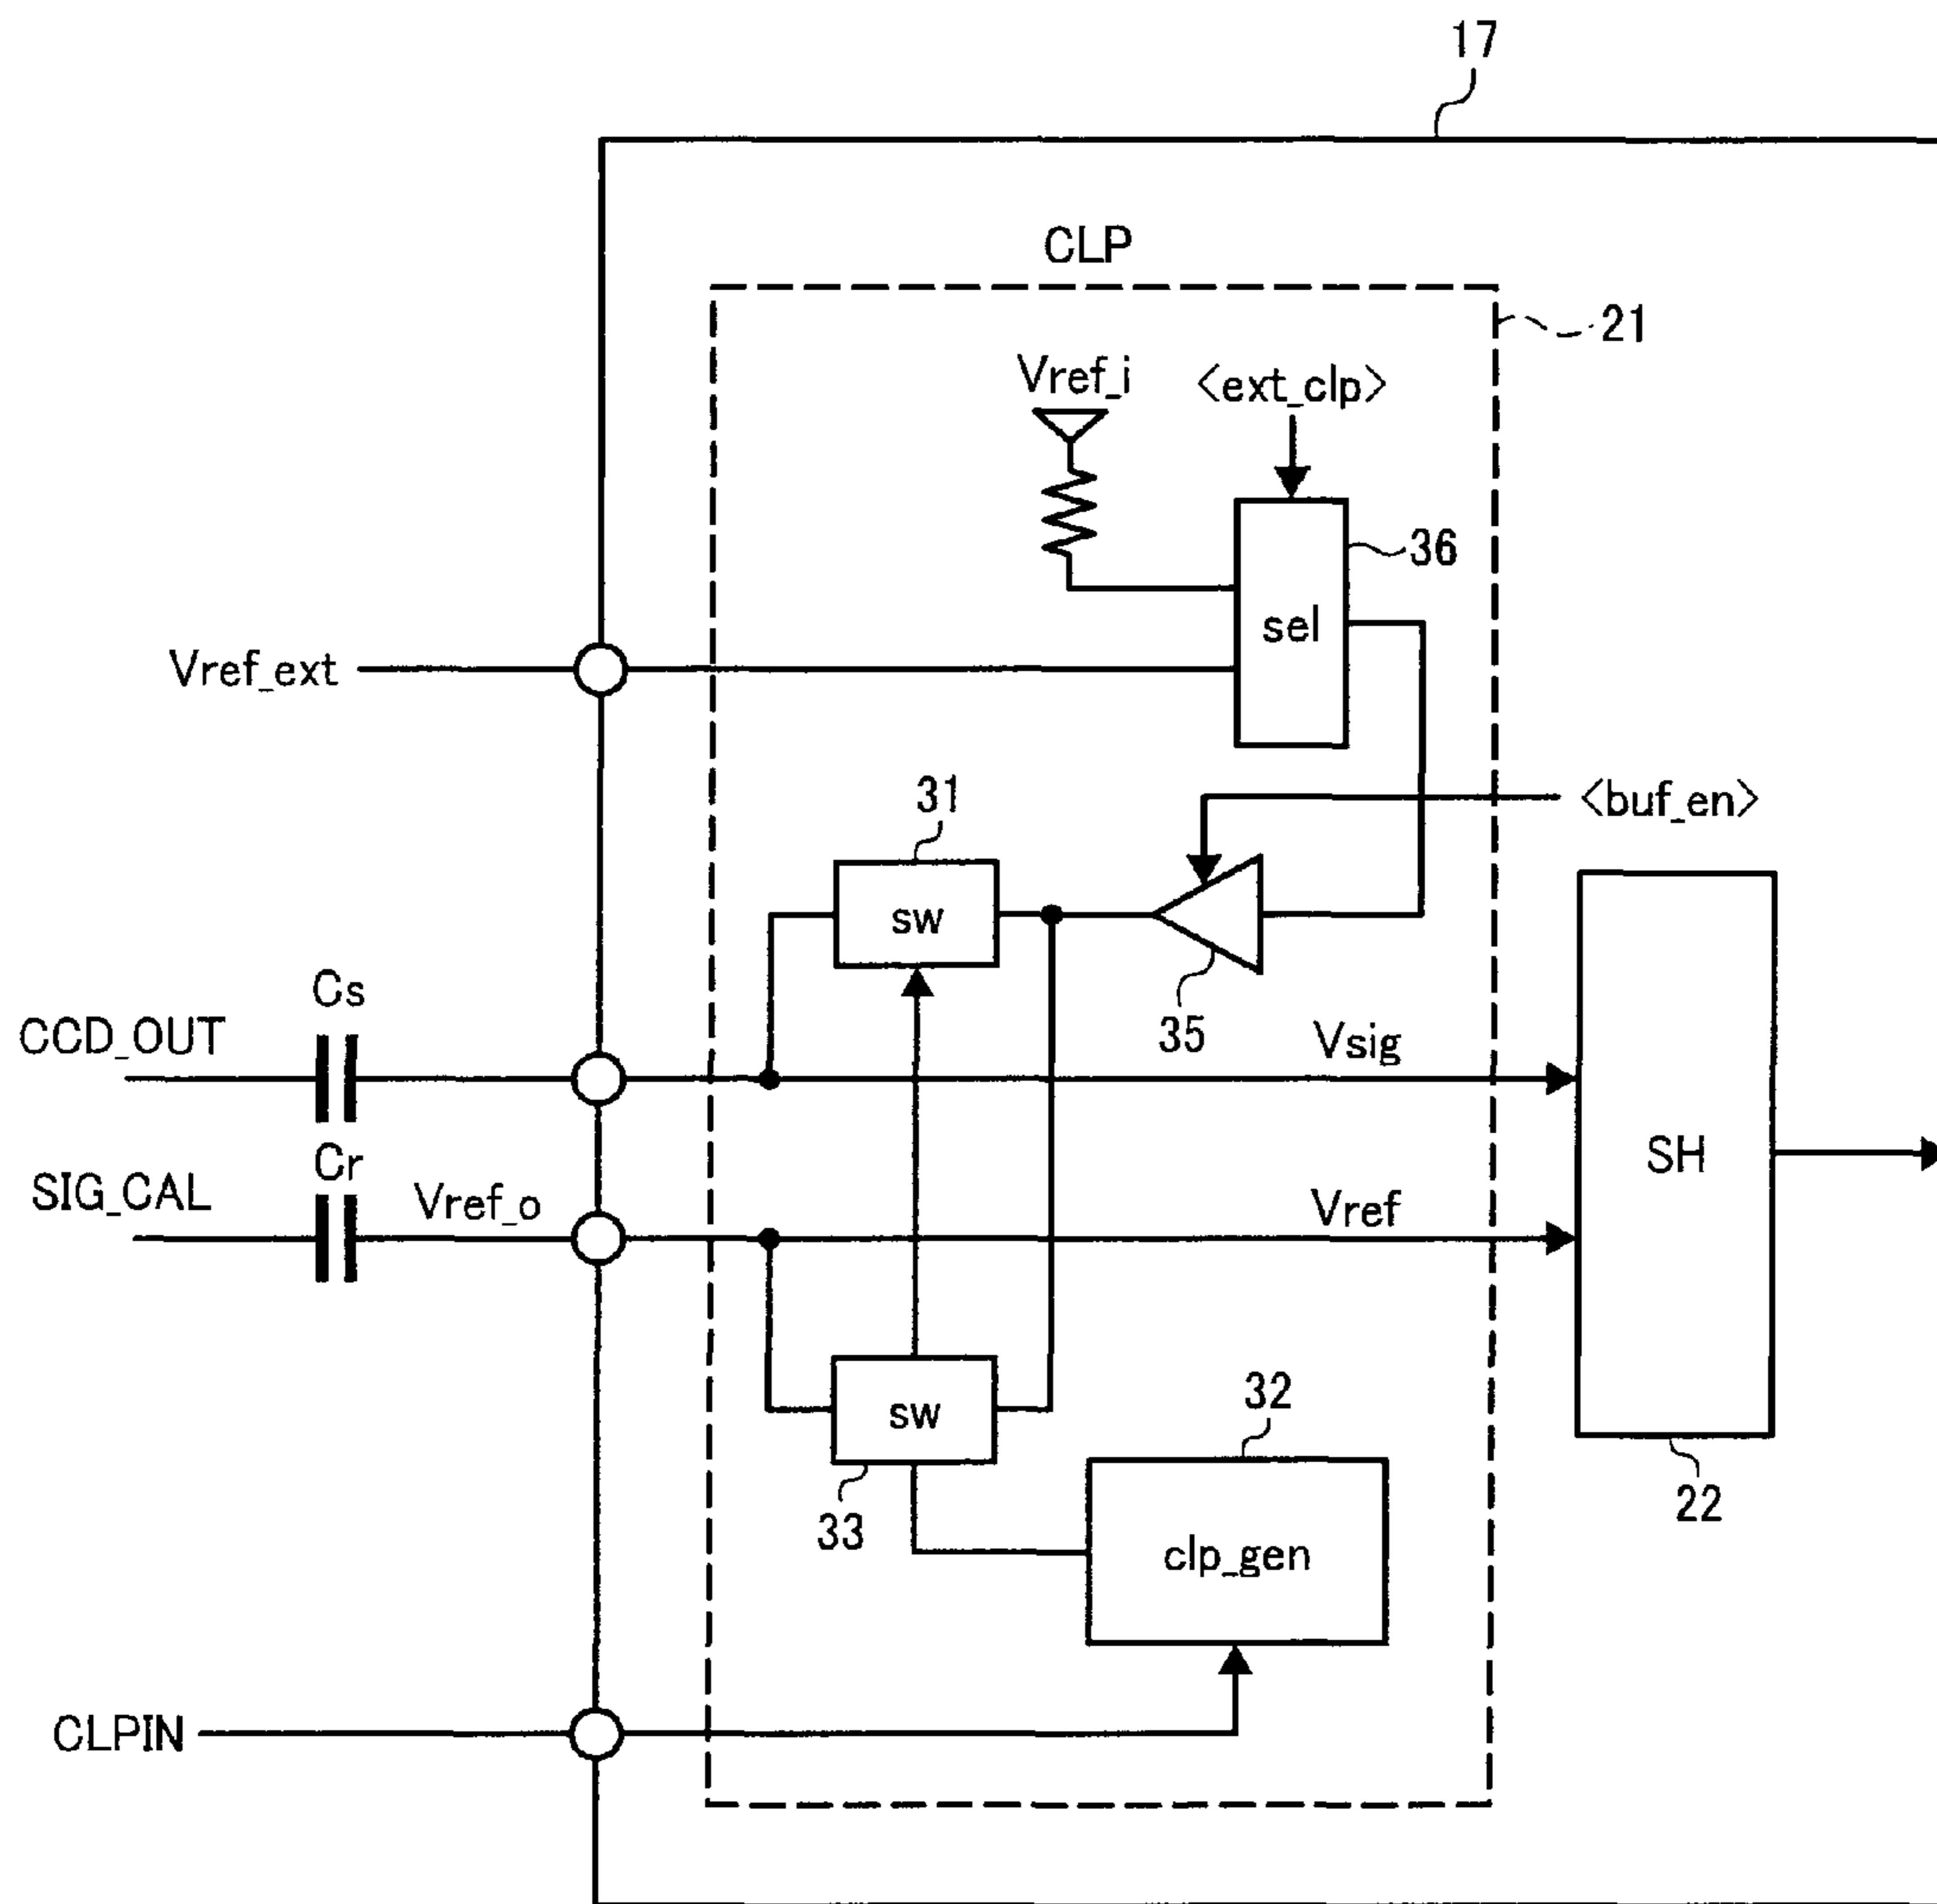 17
CLP
21
Vref_i
<ext_clp>
36
sel
Vref_ext
31
<buf_en>
sw
35
Cs
CCD_OUT
Vsig
Cr
SIG_CAL
Vref_o
Vref
SH
sw
32
33
22
clp_gen
CLPIN